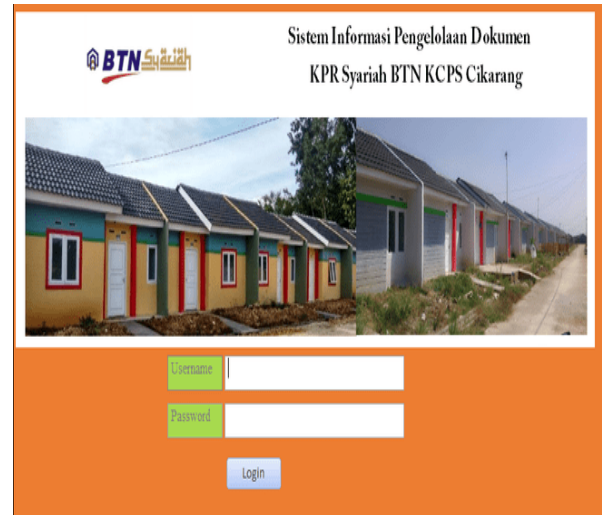 BTN Syariah
Sistem Informasi Pengelolaan Dokumen
KPR Syariah BTN KCPS Cikarang
Username
Password
Login